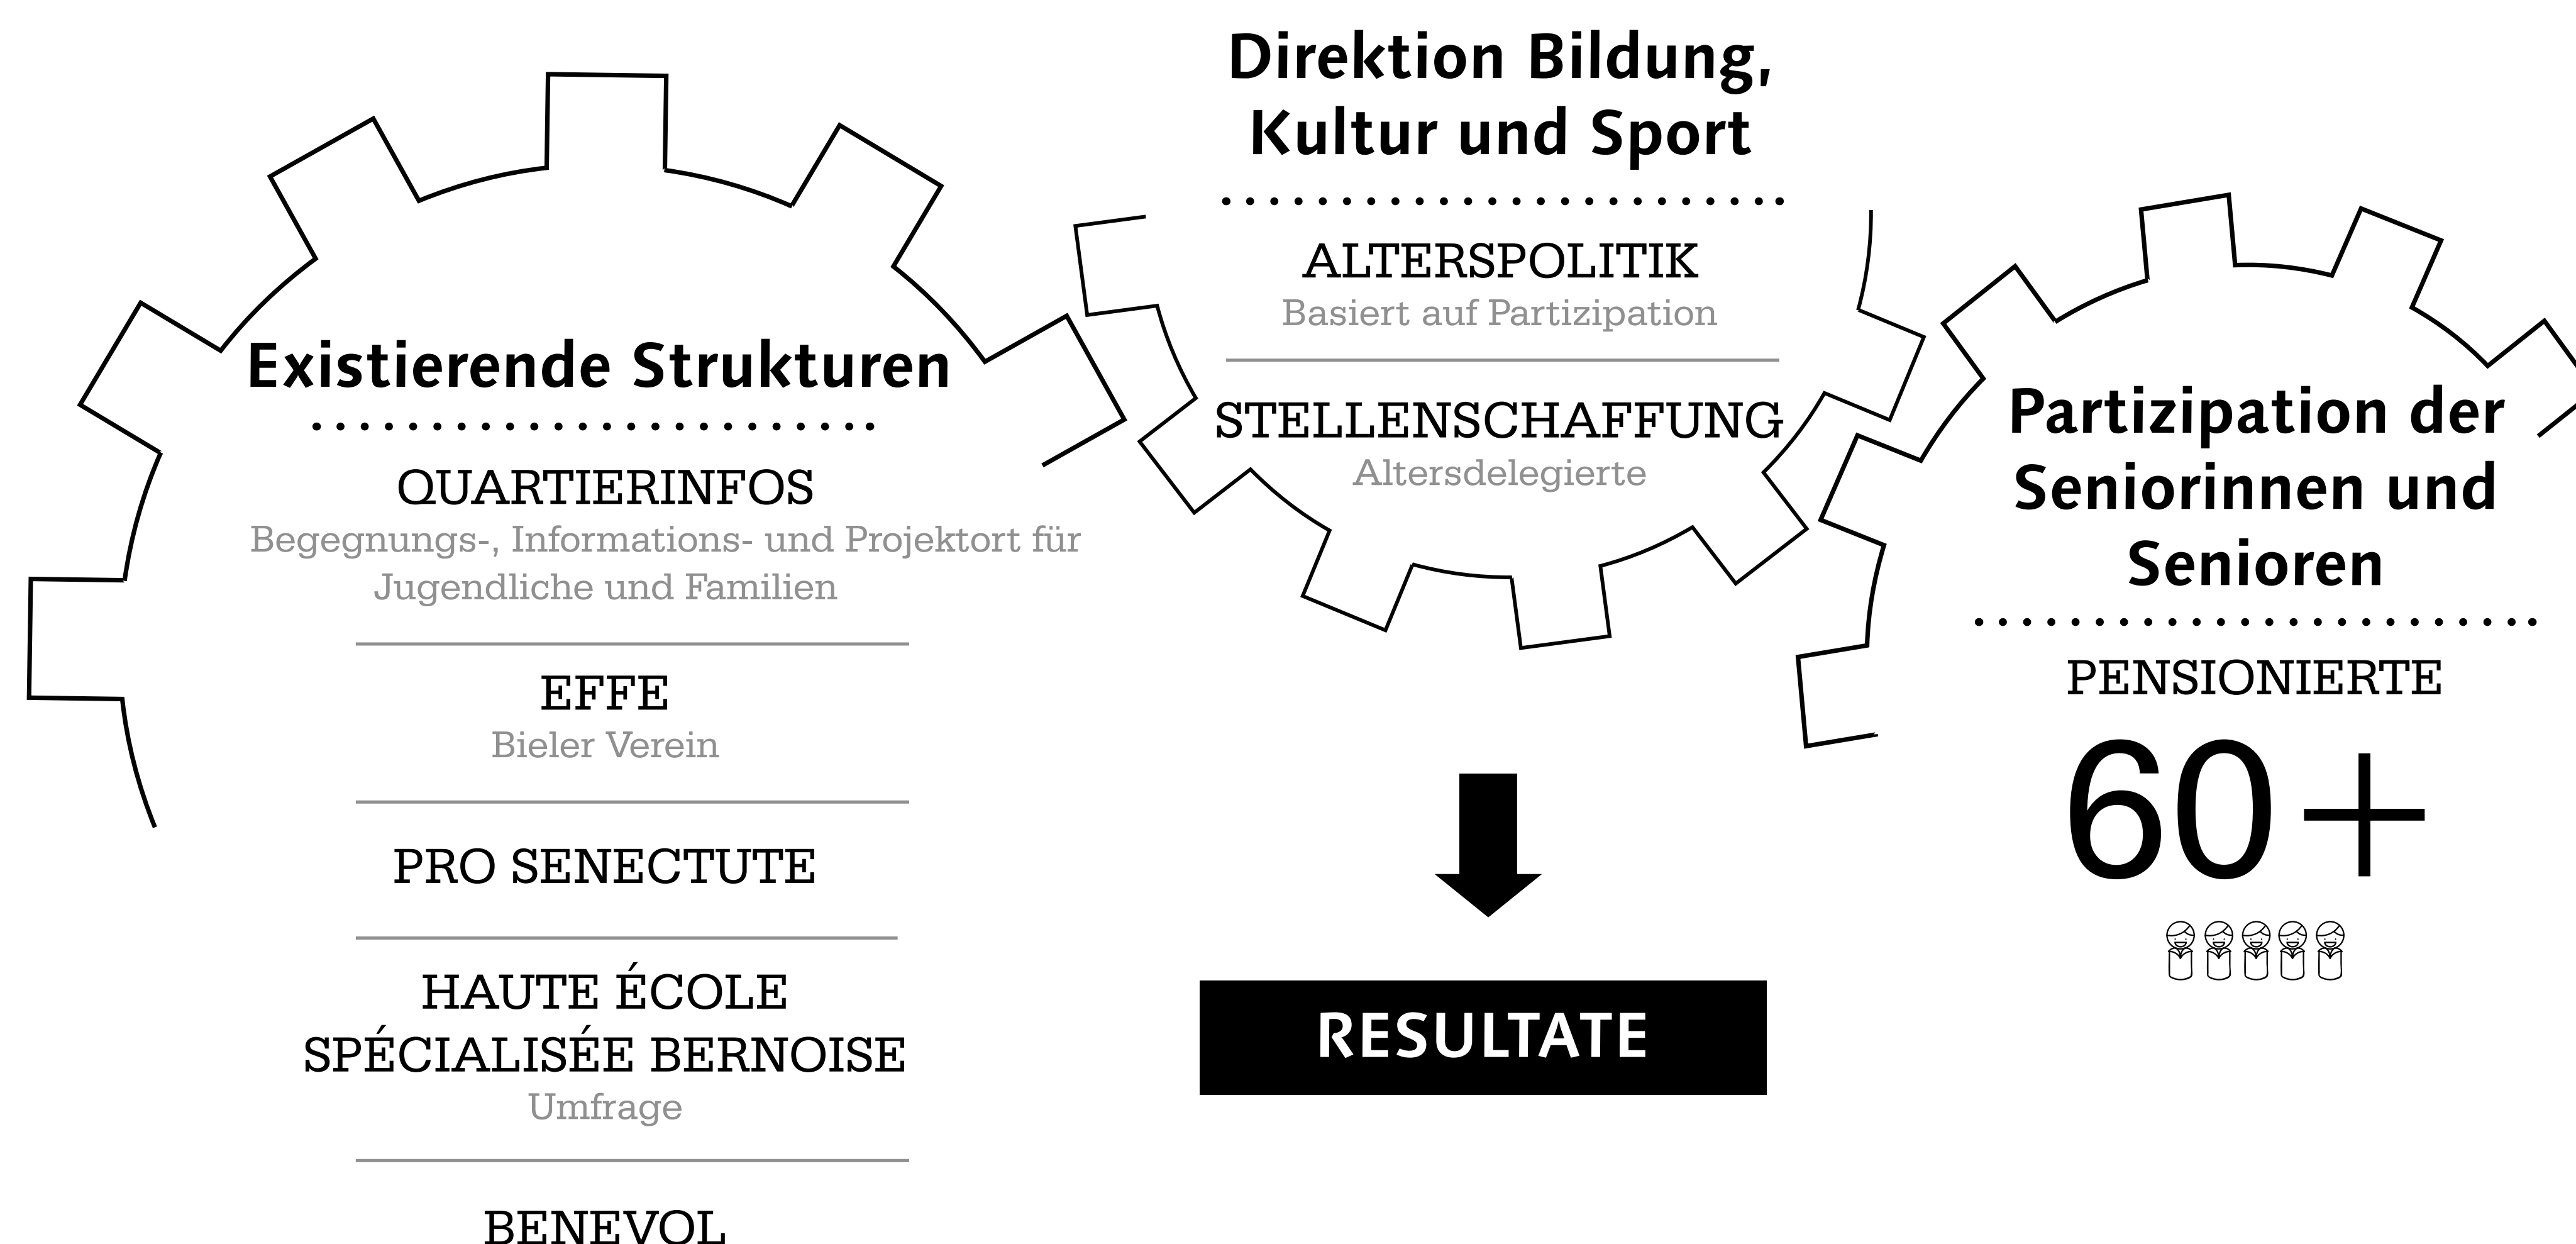 Existierende Strukturen
QUARTIERINFOS
Begegnungs-, Informations- und Projektort für
Jugendliche und Familien
EFFE
Bieler Verein
PRO SENECTUTE
HAUTE ÉCOLE
SPÉCIALISÉE BERNOISE
Umfrage
BENEVOL
Direktion Bildung,
Kultur und Sport
ALTERSPOLITIK
Basiert auf Partizipation
STELLENSCHAFFUNG
Altersdelegierte
RESULTATE
Partizipation der
Seniorinnen und
Senioren
PENSIONIERTE
60+